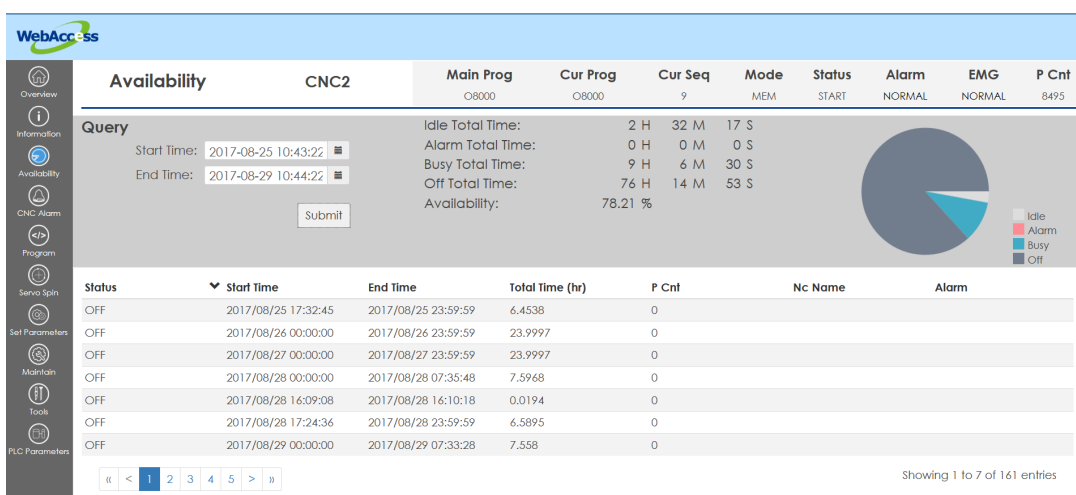 WebAccess
Overview
Information
Availability
CNC Alarm
Program
Servo Spin
Set Parameters
Maintain
Tools
PLC Parameters
Availability CNC2
Main Prog Cur Prog Cur Seq Mode Status Alarm EMG P Cnt
O8000 O8000 9 MEM START NORMAL NORMAL 8495
Query
Start Time: 2017-08-25 10:43:22
End Time: 2017-08-29 10:44:22
Submit
Idle Total Time: 2 H 32 M 17 S
Alarm Total Time: 0 H 0 M 0 S
Busy Total Time: 9 H 6 M 30 S
Off Total Time: 76 H 14 M 53 S
Availability: 78.21 %
Idle
Alarm
Busy
Off
Status Start Time End Time Total Time (hr) P Cnt Nc Name Alarm
OFF 2017/08/25 17:32:45 2017/08/25 23:59:59 6.4538 0
OFF 2017/08/26 00:00:00 2017/08/26 23:59:59 23.9997 0
OFF 2017/08/27 00:00:00 2017/08/27 23:59:59 23.9997 0
OFF 2017/08/28 00:00:00 2017/08/28 07:35:48 7.5968 0
OFF 2017/08/28 16:09:08 2017/08/28 16:10:18 0.0194 0
OFF 2017/08/28 17:24:36 2017/08/28 23:59:59 6.5895 0
OFF 2017/08/29 00:00:00 2017/08/29 07:33:28 7.558 0
« < 1 2 3 4 5 > »
Showing 1 to 7 of 161 entries